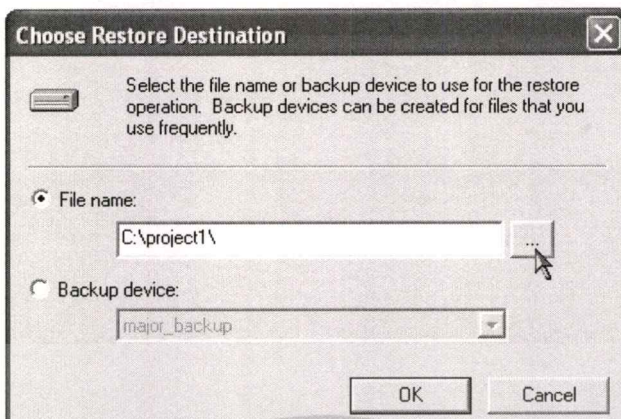 Choose Restore Destination
Select the file name or backup device to use for the restore
operation. Backup devices can be created for files that you
use frequently.
File name:
C:\project1\
...
Backup device:
major_backup
OK
Cancel